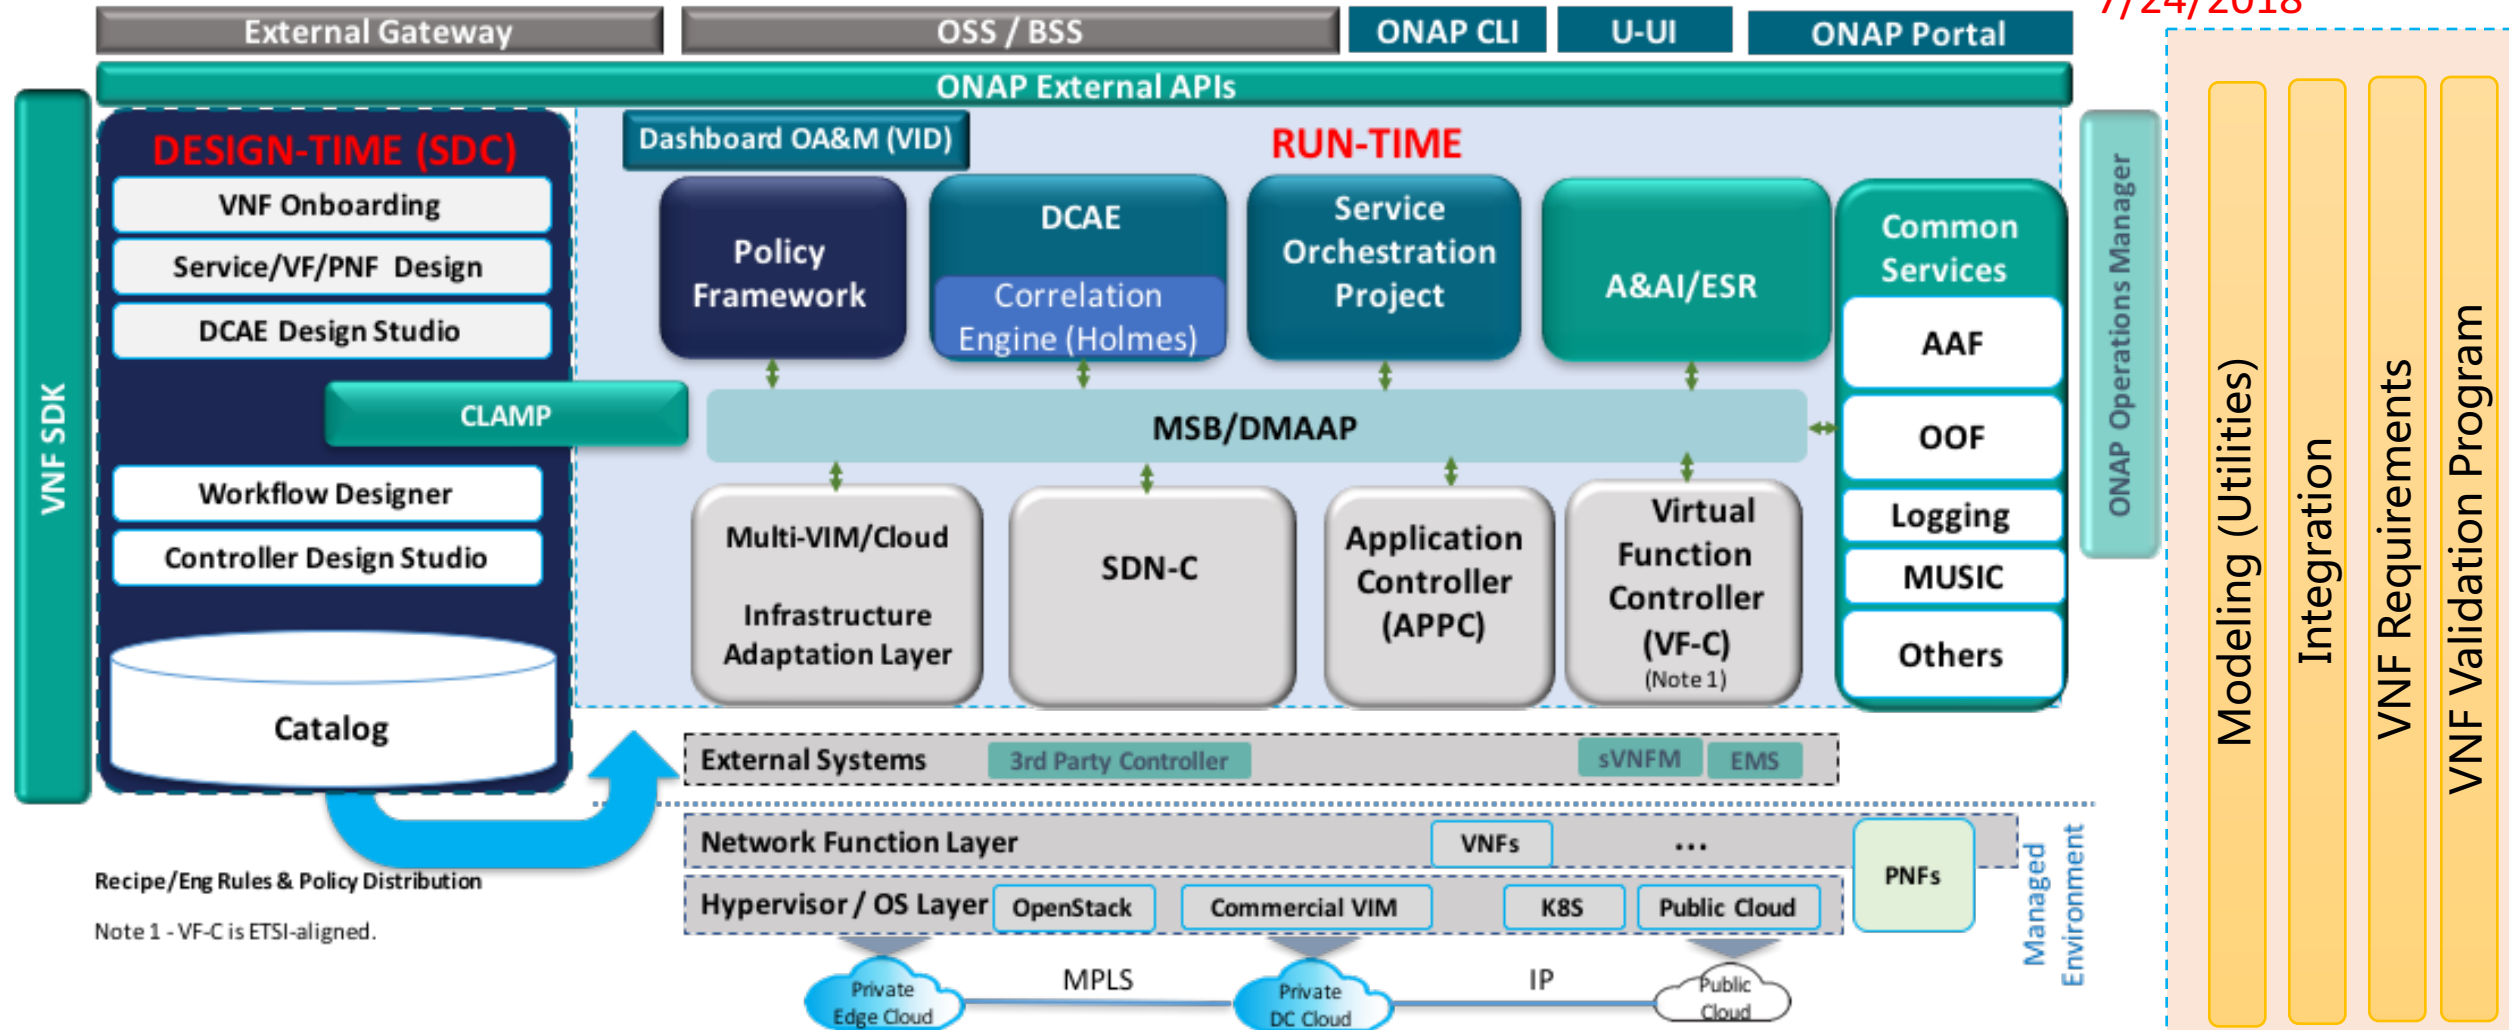 7/24/2018
External Gateway
OSS / BSS
ONAP CLI
U-UI
ONAP Portal
ONAP External APIs
VNF SDK
DESIGN-TIME (SDC)
VNF Onboarding
Service/VF/PNF Design
DCAE Design Studio
CLAMP
Workflow Designer
Controller Design Studio
Catalog
Dashboard OA&M (VID)
RUN-TIME
Policy
Framework
DCAE
Correlation
Engine (Holmes)
Service
Orchestration
Project
A&AI/ESR
MSB/DMAAP
Multi-VIM/Cloud
Infrastructure
Adaptation Layer
SDN-C
Application
Controller
(APPC)
Virtual
Function
Controller
(VF-C)
(Note 1)
Common
Services
AAF
OOF
Logging
MUSIC
Others
ONAP Operations Manager
Modeling (Utilities)
Integration
VNF Requirements
VNF Validation Program
External Systems
3rd Party Controller
sVNFM
EMS
Network Function Layer
VNFs
...
PNFs
Hypervisor / OS Layer
OpenStack
Commercial VIM
K8S
Public Cloud
Managed
Environment
Recipe/Eng Rules & Policy Distribution
Note 1 - VF-C is ETSI-aligned.
Private
Edge Cloud
MPLS
Private
DC Cloud
IP
Public
Cloud